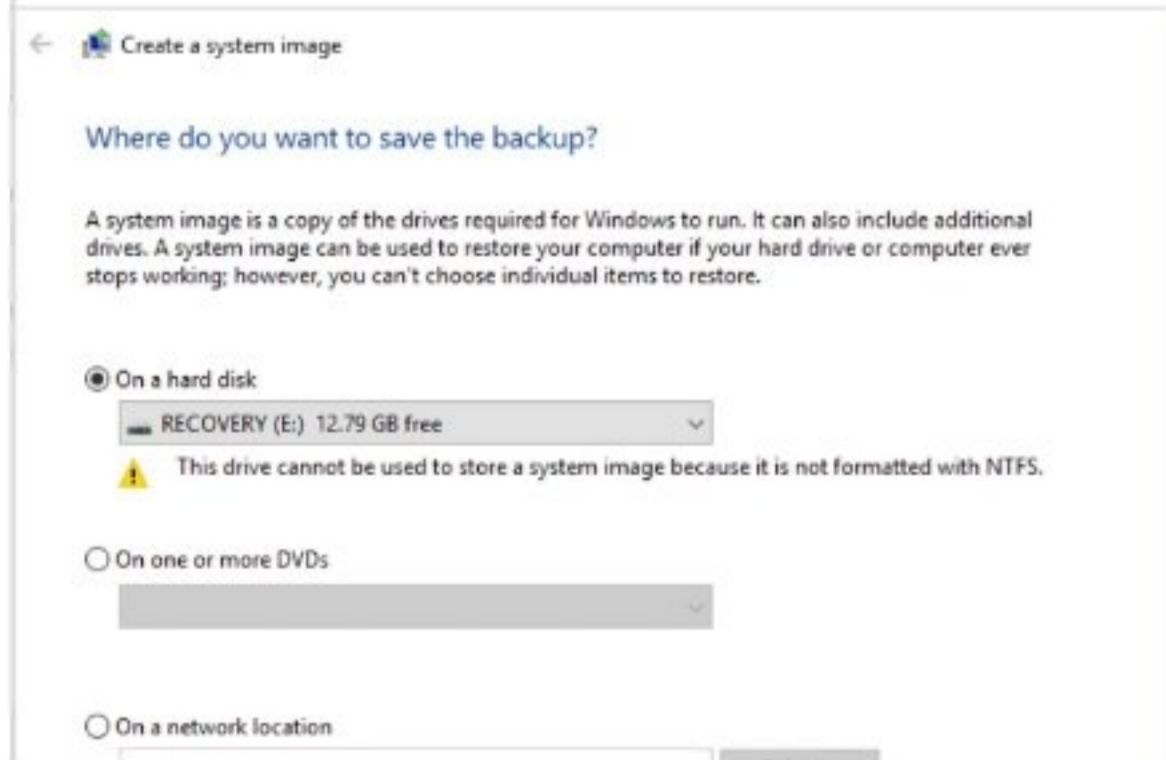 Create a system image
Where do you want to save the backup?
A system image is a copy of the drives required for Windows to run. It can also include additional
drives. A system image can be used to restore your computer if your hard drive or computer ever
stops working; however, you can't choose individual items to restore.
On a hard disk
RECOVERY (E:) 12.79 GB free
This drive cannot be used to store a system image because it is not formatted with NTFS.
On one or more DVDs
On a network location